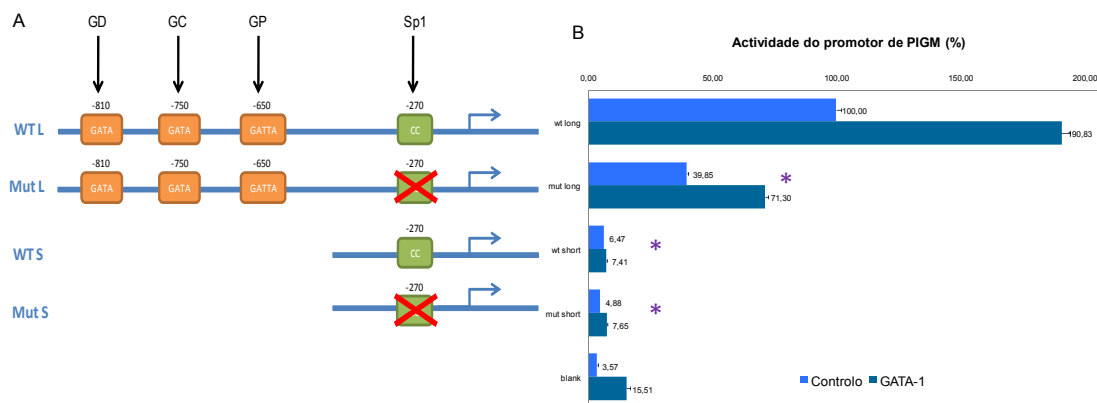 A
GD GC GP Sp1
-810 -750 -650 -270
WT L GATA GATA GATTA CC
-810 -750 -650 -270
Mut L GATA GATA GATTA
-270
WT S CC
-270
Mut S
B
Actividade do promotor de PIGM (%)
0,00 50,00 100,00 150,00 200,00
wt long 100,00
90,83
mut long 39,85 *
71,30
wt short 6,47 *
7,41
mut short 4,88 *
7,65
blank 3,57
15,51
Controlo GATA-1